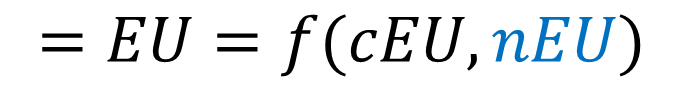 = EU = f(cEU, nEU)